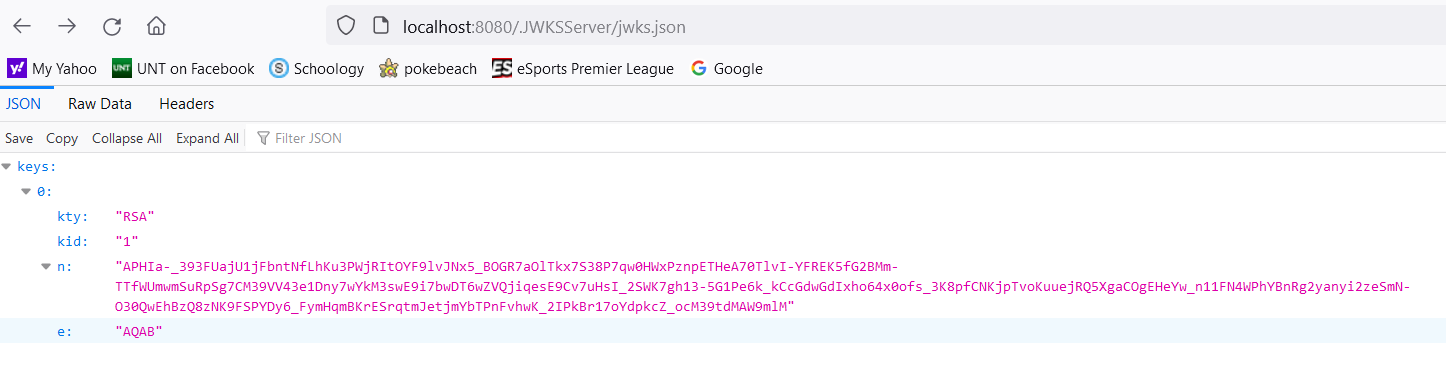 localhost:8080/.JWKSServer/jwks.json
My Yahoo UNT on Facebook Schoology pokebeach eSports Premier League Google
JSON Raw Data Headers
Save Copy Collapse All Expand All Filter JSON
keys:
0:
kty: "RSA"
kid: "1"
n: "APHIa-_393FUajU1jFbntNfLhKu3PWjRItOYF9lvJNx5_BOGR7aOlTkx7S38P7qw0HWxPznpETHeA70TlvI-YFREK5fG2BMm-
TTfWUmwmSuRpSg7CM39VV43e1Dny7wYkM3swE9i7bwDT6wZVQjiqesE9Cv7uHsI_2SWK7gh13-5G1Pe6k_kCcGdwGdIxho64x0ofs_3K8pfCNKjpTvoKuuejRQ5XgaCOgEHeYw_n11FN4WPhYBnRg2yanyi2zeSmN-
O30QwEhBzQ8zNK9FSPYDy6_FymHqmBKrESrqtmJetjmYbTPnFvhwK_2IPkBr17oYdpkcZ_ocM39tdMAW9mlM"
e: "AQAB"